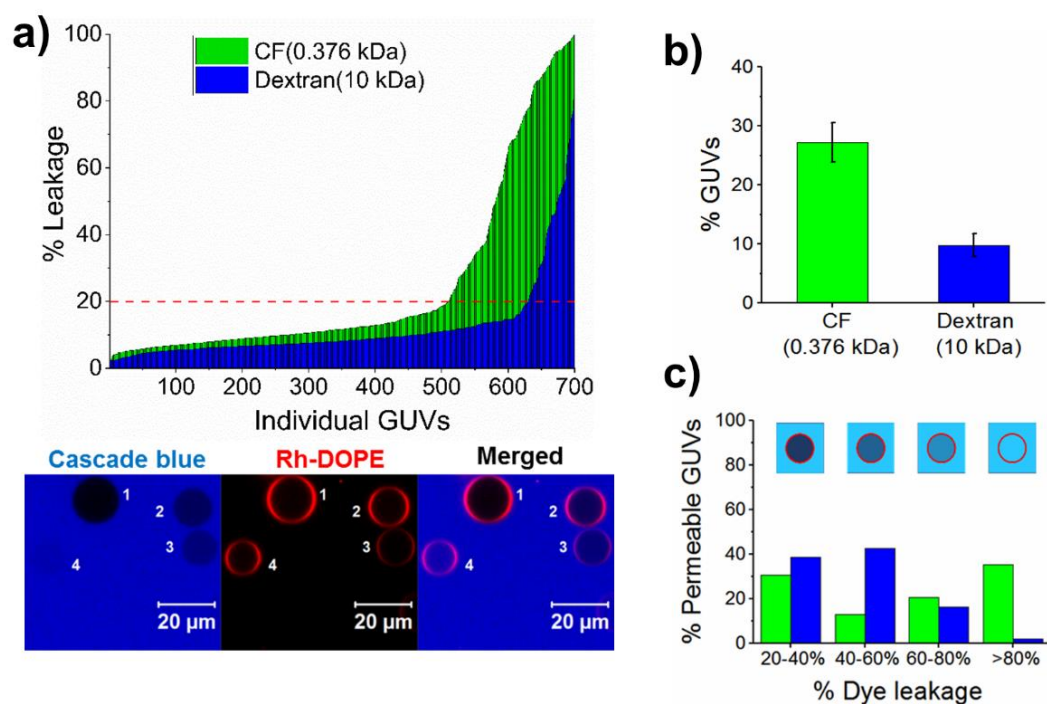 a)
CF(0.376 kDa)
Dextran(10 kDa)
% Leakage
100
80
60
40
20
0
100 200 300 400 500 600 700
Individual GUVs
Cascade blue Rh-DOPE Merged
1 1 1
2 2 2
3 3 3
4 4 4
20 µm 20 µm 20 µm
b)
% GUVs
40
30
20
10
0
CF Dextran
(0.376 kDa) (10 kDa)
c)
% Permeable GUVs
100
80
60
40
20
0
20-40% 40-60% 60-80% >80%
% Dye leakage